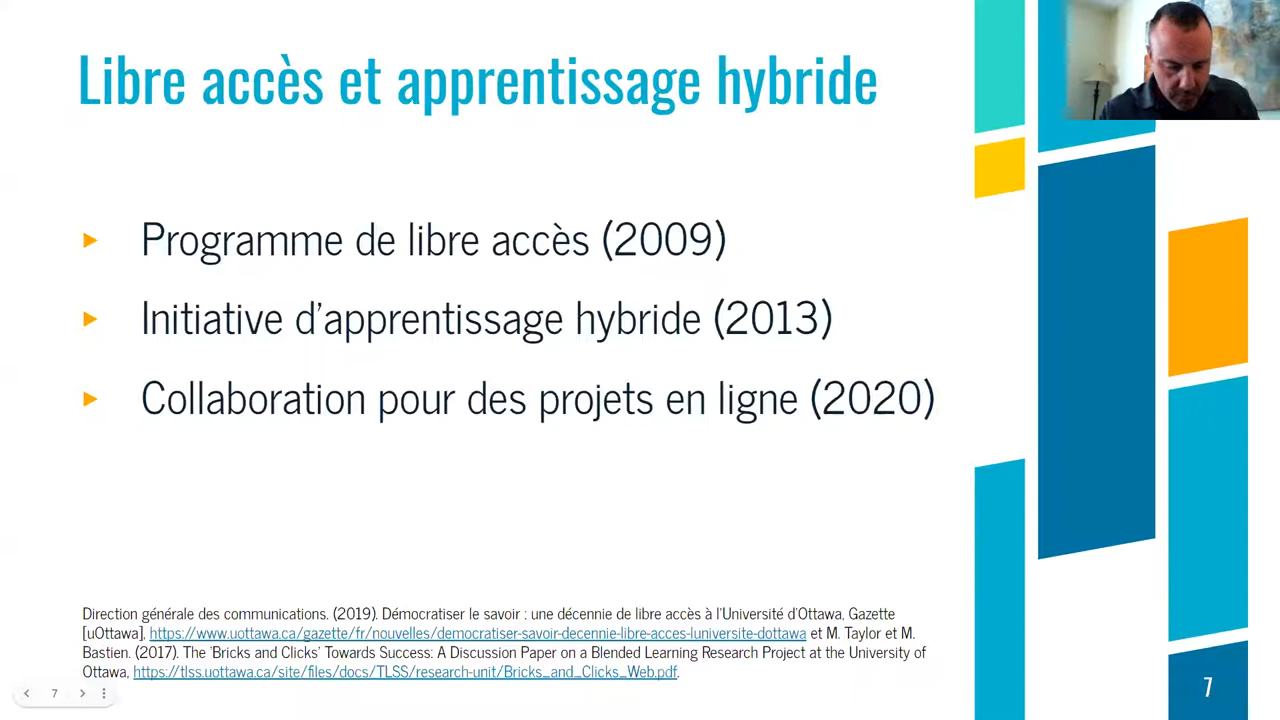 Libre accès et apprentissage hybride
Programme de libre accès (2009)
Initiative d’apprentissage hybride (2013)
Collaboration pour des projets en ligne (2020)
Direction générale des communications. (2019). Démocratiser le savoir : une décennie de libre accès à l’Université d’Ottawa, Gazette
[uOttawa], https://www.uottawa.ca/gazette/fr/nouvelles/democratiser-savoir-decennie-libre-acces-luniversite-dottawa et M. Taylor et M.
Bastien. (2017). The ‘Bricks and Clicks’ Towards Success: A Discussion Paper on a Blended Learning Research Project at the University of
Ottawa, https://tlss.uottawa.ca/site/files/docs/TLSS/research-unit/Bricks_and_Clicks_Web.pdf.
7
7